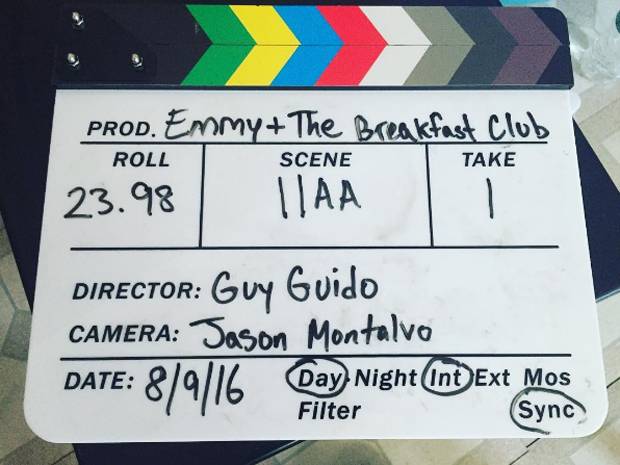 PROD. Emmy + The Breakfast Club
ROLL SCENE TAKE
23.98 11AA 1
DIRECTOR: Guy Guido
CAMERA: Jason Montalvo
DATE: 8/9/16 Day Night Int Ext Mos
Filter Sync